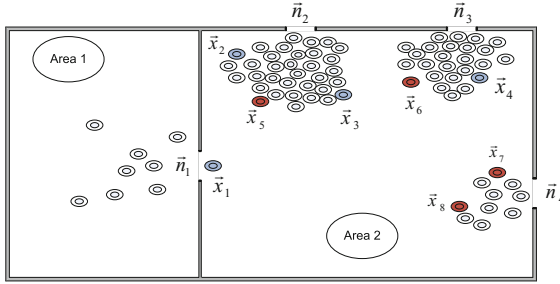 n⃗₂
n⃗₃
Area 1
x⃗₂
x⃗₄
x⃗₅
x⃗₃
x⃗₆
n⃗₁
x⃗₁
x⃗₇
x⃗₈
n⃗
Area 2